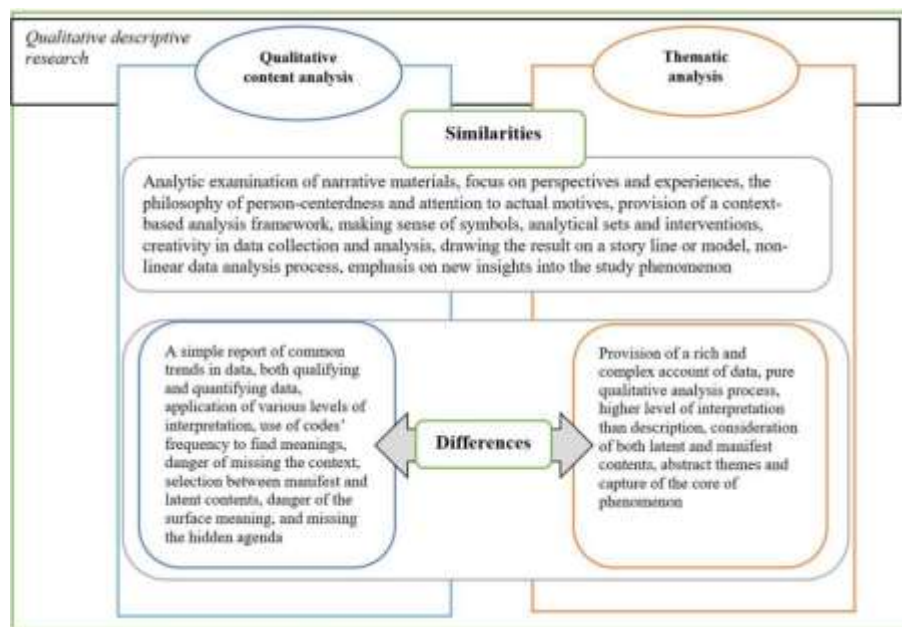 Qualitative descriptive
research
Qualitative
content analysis
Thematic
analysis
Similarities
Analytic examination of narrative materials, focus on perspectives and experiences, the
philosophy of person-centerdness and attention to actual motives, provision of a context-
based analysis framework, making sense of symbols, analytical sets and interventions,
creativity in data collection and analysis, drawing the result on a story line or model, non-
linear data analysis process, emphasis on new insights into the study phenomenon
A simple report of common
trends in data, both qualifying
and quantifying data,
application of various levels of
interpretation, use of codes'
frequency to find meanings,
danger of missing the context,
selection between manifest and
latent contents, danger of the
surface meaning, and missing
the hidden agenda
Differences
Provision of a rich and
complex account of data, pure
qualitative analysis process,
higher level of interpretation
than description, consideration
of both latent and manifest
contents, abstract themes and
capture of the core of
phenomenon